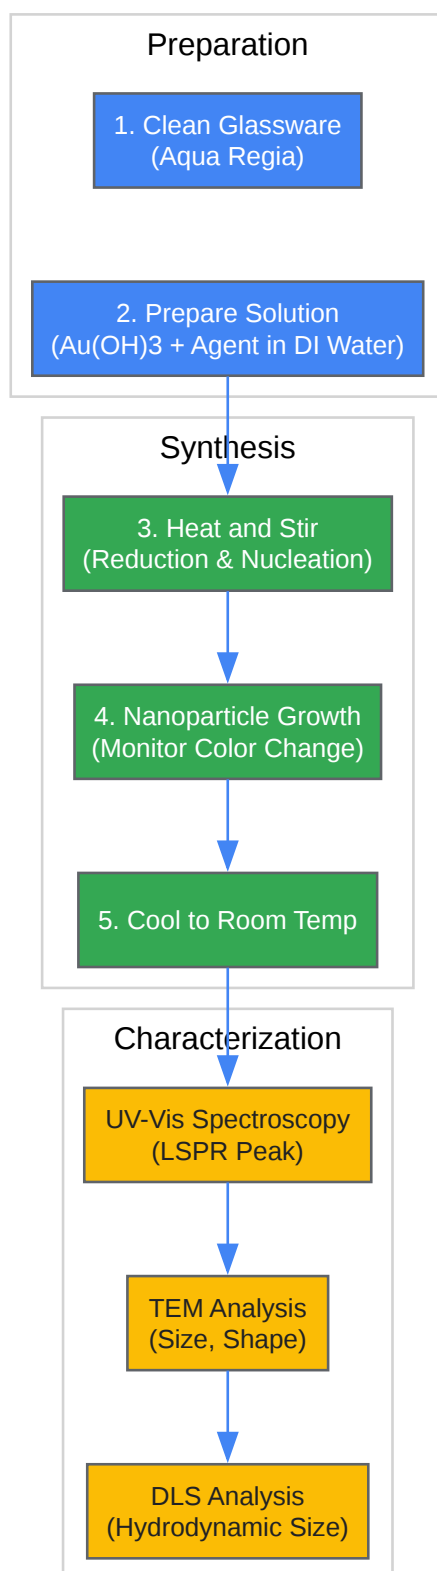 Preparation
1. Clean Glassware
(Aqua Regia)
2. Prepare Solution
(Au(OH)3 + Agent in DI Water)
Synthesis
3. Heat and Stir
(Reduction & Nucleation)
4. Nanoparticle Growth
(Monitor Color Change)
5. Cool to Room Temp
Characterization
UV-Vis Spectroscopy
(LSPR Peak)
TEM Analysis
(Size, Shape)
DLS Analysis
(Hydrodynamic Size)